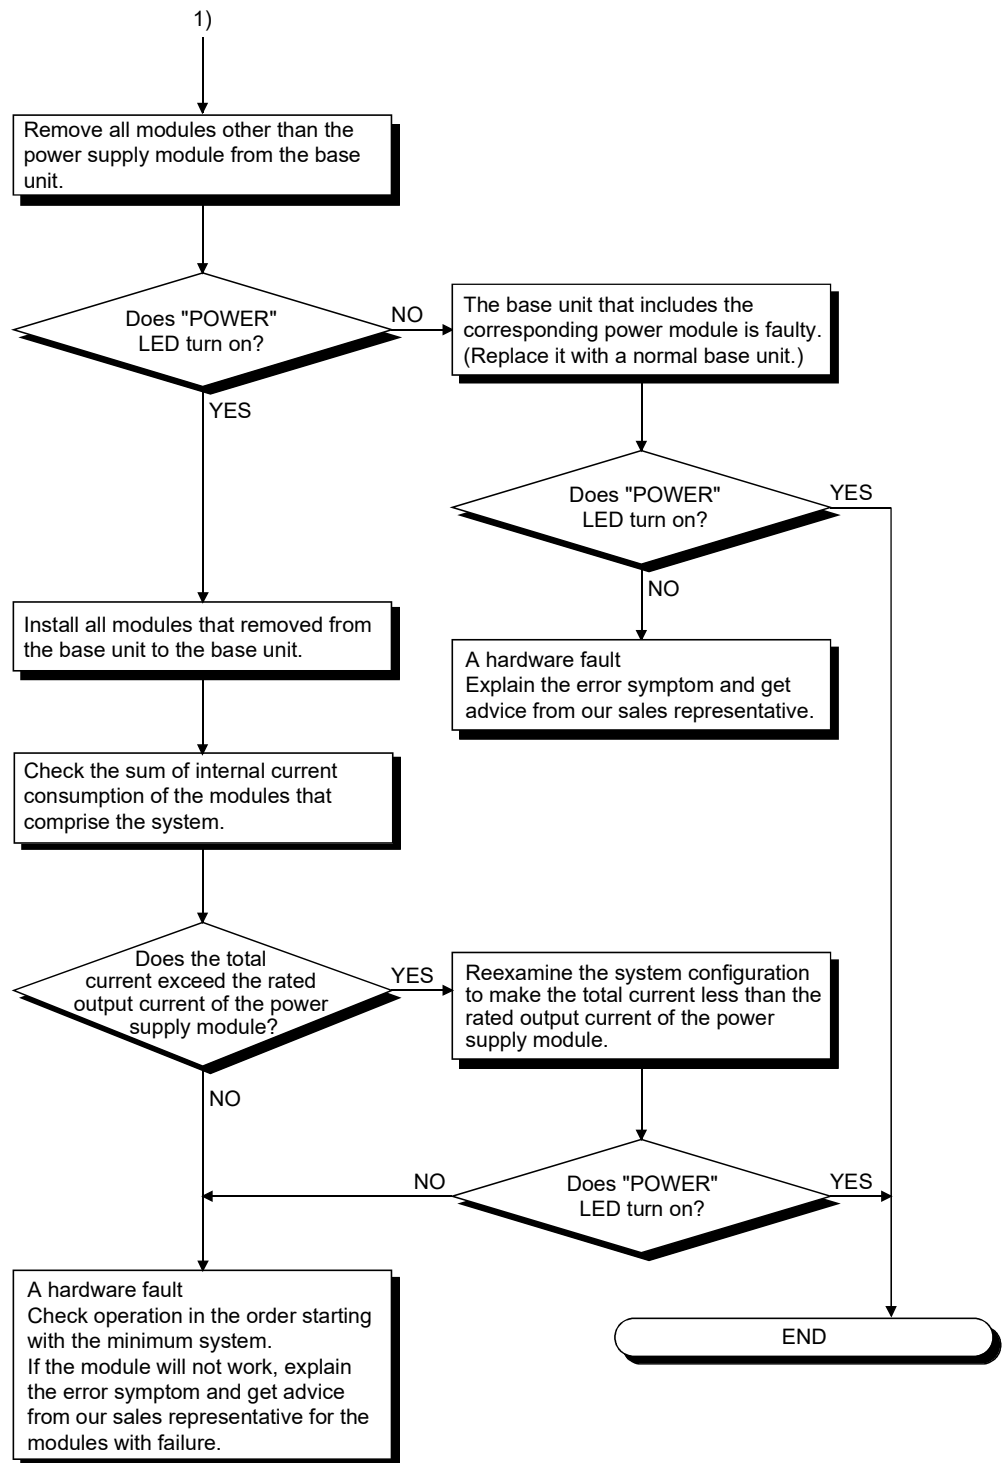 1)
Remove all modules other than the
power supply module from the base
unit.
Does "POWER"
LED turn on?
NO
The base unit that includes the
corresponding power module is faulty.
(Replace it with a normal base unit.)
YES
Does "POWER"
LED turn on?
YES
NO
A hardware fault
Explain the error symptom and get
advice from our sales representative.
Install all modules that removed from
the base unit to the base unit.
Check the sum of internal current
consumption of the modules that
comprise the system.
Does the total
current exceed the rated
output current of the power
supply module?
YES
Reexamine the system configuration
to make the total current less than the
rated output current of the power
supply module.
NO
Does "POWER"
LED turn on?
NO
YES
A hardware fault
Check operation in the order starting
with the minimum system.
If the module will not work, explain
the error symptom and get advice
from our sales representative for the
modules with failure.
END